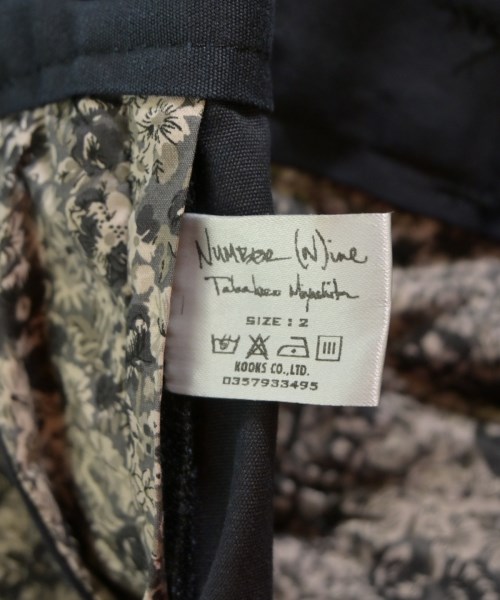 NUMBER (N)ine
Takahiro Miyashita
SIZE : 2
KOOKS CO.,LTD.
0357933495